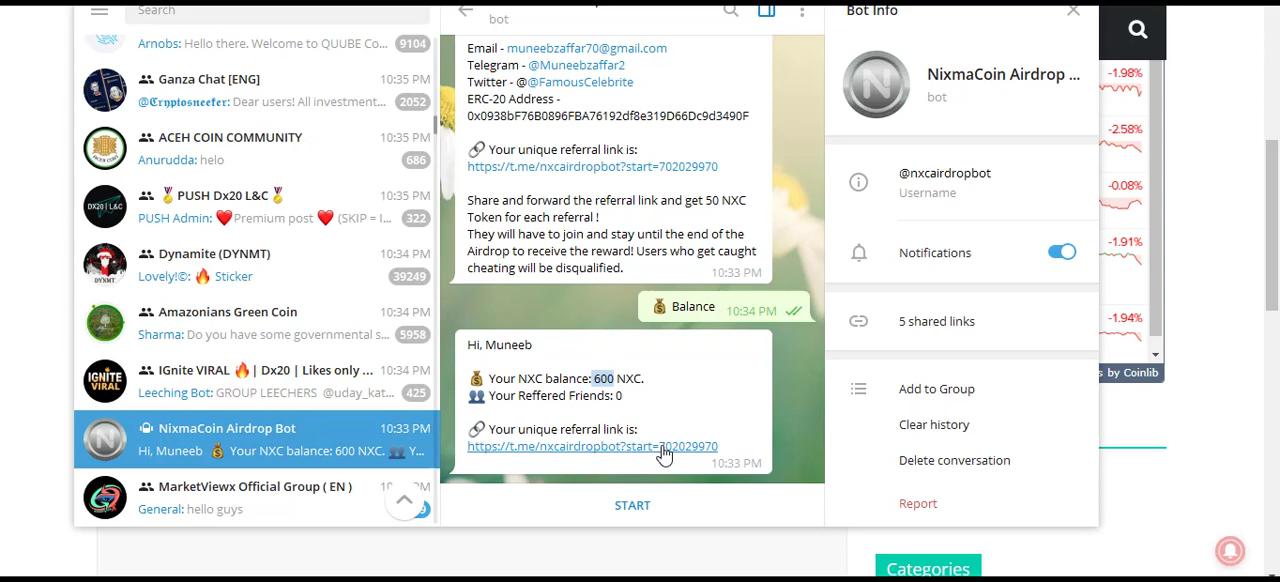 Search
Arnobs: Hello there. Welcome to QUUBE Co... 9104
Ganza Chat [ENG] 10:35 PM
@𝕮𝖗𝖞𝖕𝖙𝖔𝖘𝖓𝖊𝖊𝖋𝖊𝖗: Dear users! All investment... 2052
ACEH COIN COMMUNITY 10:35 PM
Anurudda: helo 686
🏅PUSH Dx20 L&C🏅 10:35 PM
PUSH Admin: ❤️Premium post ❤️ (SKIP = I... 322
Dynamite (DYNMT) 10:34 PM
Lovely!©: 🔥 Sticker 39249
Amazonians Green Coin 10:34 PM
Sharma: Do you have some governmental s... 5958
IGNITE VIRAL
IGnite VIRAL 🔥| Dx20 | Likes only ... 10:34 PM
Leeching Bot: GROUP LEECHERS @uday_kat... 425
NixmaCoin Airdrop Bot 10:33 PM
Hi, Muneeb 💰 Your NXC balance: 600 NXC. 👥 Y...
MarketViewx Official Group ( EN )
General: hello guys
bot
Email - muneebzaffar70@gmail.com
Telegram - @Muneebzaffar2
Twitter - @@FamousCelebrite
ERC-20 Address -
0x0938bF76B0896FBA76192df8e319D66Dc9d3490F
🔗 Your unique referral link is:
https://t.me/nxcairdropbot?start=702029970
Share and forward the referral link and get 50 NXC
Token for each referral !
They will have to join and stay until the end of the
Airdrop to receive the reward! Users who get caught
cheating will be disqualified. 10:33 PM
💰 Balance 10:34 PM
Hi, Muneeb
💰 Your NXC balance: 600 NXC.
👥 Your Reffered Friends: 0
🔗 Your unique referral link is:
https://t.me/nxcairdropbot?start=702029970
10:33 PM
START
Bot Info
NixmaCoin Airdrop ...
bot
@nxcairdropbot
Username
Notifications
5 shared links
Add to Group
Clear history
Delete conversation
Report
-1.98%
-2.58%
-0.08%
-1.91%
-1.94%
by Coinlib
Categories